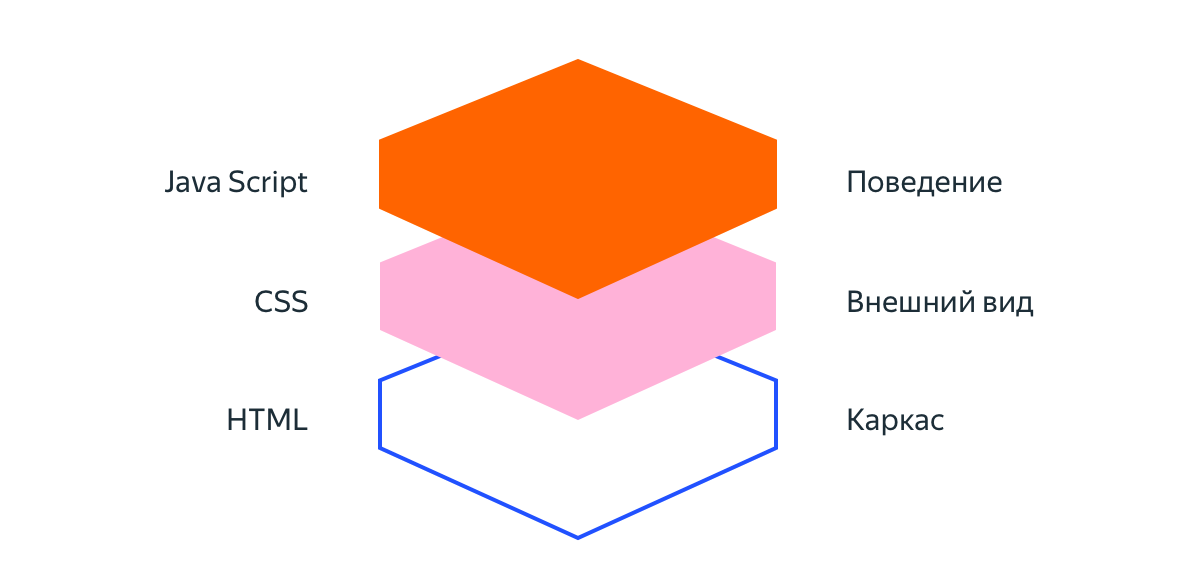 Java Script
Поведение
CSS
Внешний вид
HTML
Каркас